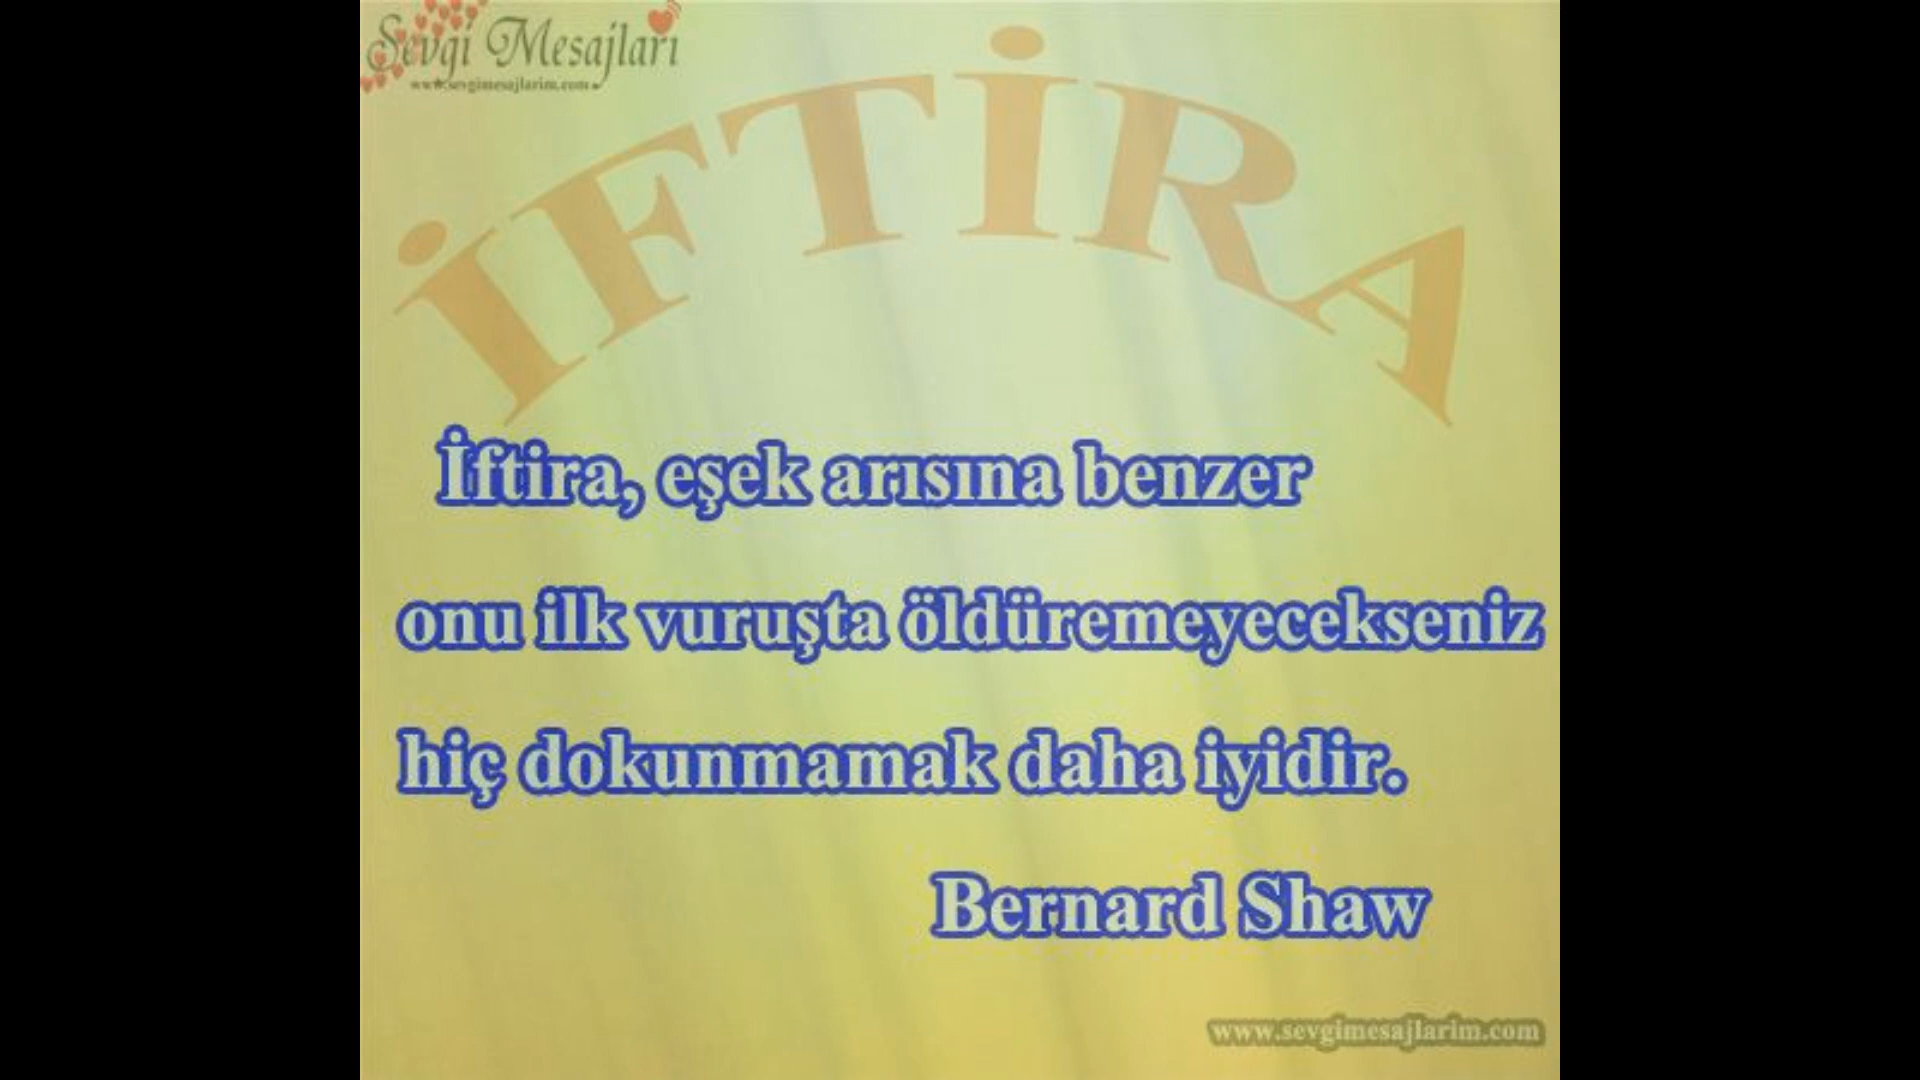 Sevgi Mesajları
www.sevgimesajlarim.com
İFTİRA
İftira, eşek arısına benzer
onu ilk vuruşta öldüremeyecekseniz
hiç dokunmamak daha iyidir.
Bernard Shaw
www.sevgimesajlarim.com